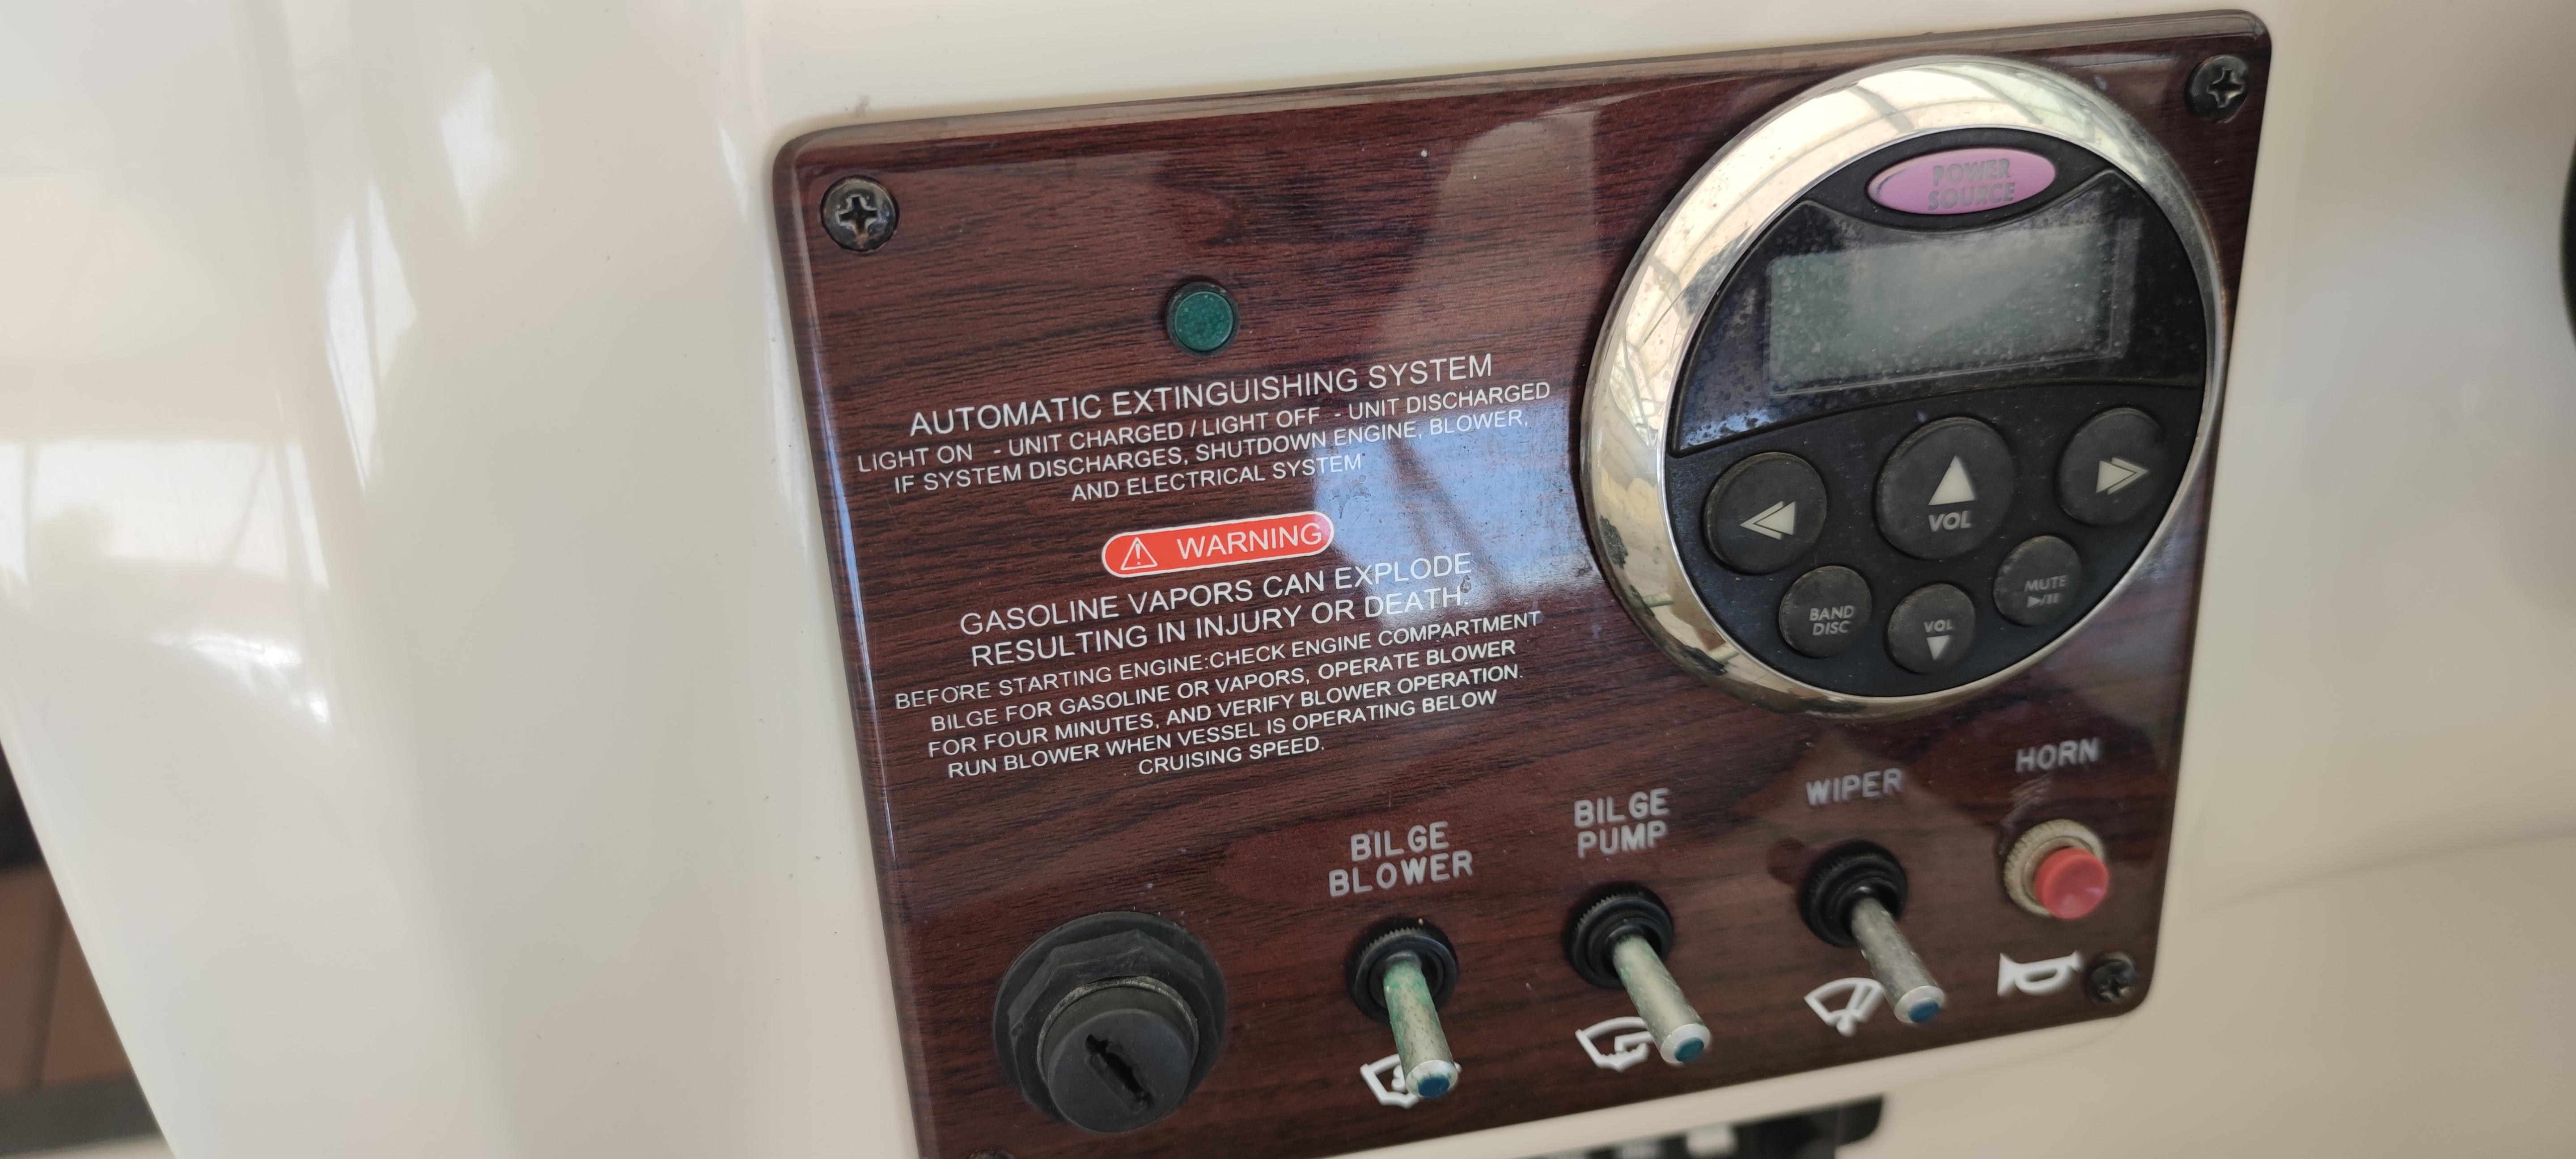 POWER
SOURCE
AUTOMATIC EXTINGUISHING SYSTEM
LIGHT ON - UNIT CHARGED / LIGHT OFF - UNIT DISCHARGED
IF SYSTEM DISCHARGES, SHUTDOWN ENGINE, BLOWER,
AND ELECTRICAL SYSTEM
WARNING
GASOLINE VAPORS CAN EXPLODE
RESULTING IN INJURY OR DEATH.
BEFORE STARTING ENGINE:CHECK ENGINE COMPARTMENT
BILGE FOR GASOLINE OR VAPORS, OPERATE BLOWER
FOR FOUR MINUTES, AND VERIFY BLOWER OPERATION.
RUN BLOWER WHEN VESSEL IS OPERATING BELOW
CRUISING SPEED.
VOL
BAND
DISC
VOL
MUTE
BILGE
BLOWER
BILGE
PUMP
WIPER
HORN